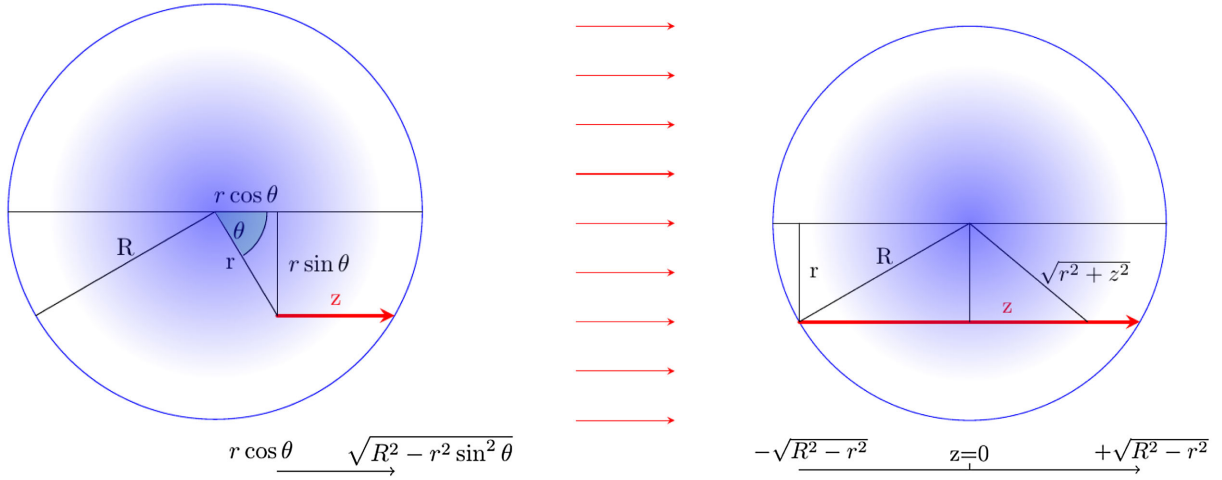 r cos θ
θ
R
r
r sin θ
z
r cos θ
√(R² − r² sin² θ)
r
R
√(r² + z²)
z
−√(R² − r²)
z=0
+√(R² − r²)